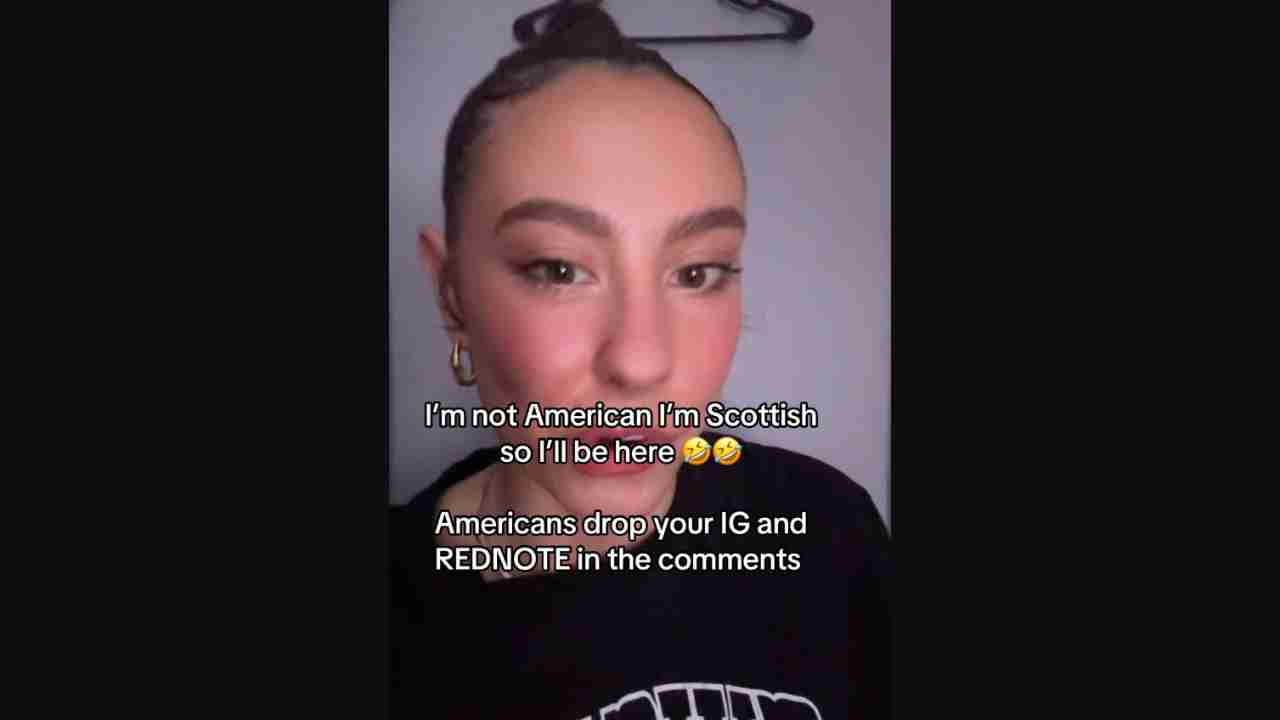 I'm not American I'm Scottish
so I'll be here 🤣🤣
Americans drop your IG and
REDNOTE in the comments